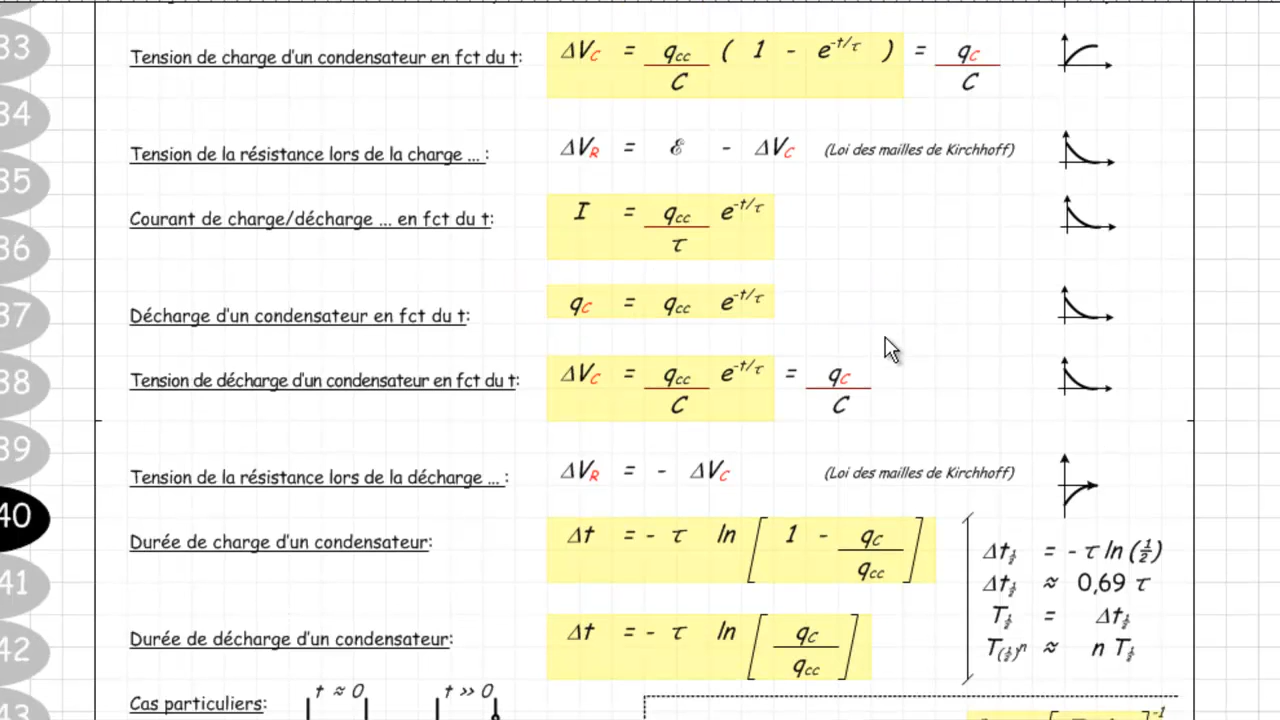 33
Tension de charge d'un condensateur en fct du t: ΔVC = qcc/C ( 1 - e^-t/τ ) = qC/C
34
Tension de la résistance lors de la charge ... : ΔVR = ℰ - ΔVC (Loi des mailles de Kirchhoff)
35
Courant de charge/décharge ... en fct du t: I = qcc/τ e^-t/τ
36
Décharge d'un condensateur en fct du t: qC = qcc e^-t/τ
37
Tension de décharge d'un condensateur en fct du t: ΔVC = qcc/C e^-t/τ = qC/C
38
39
Tension de la résistance lors de la décharge ... : ΔVR = - ΔVC (Loi des mailles de Kirchhoff)
40
Durée de charge d'un condensateur: Δt = - τ ln [ 1 - qC/qcc ]
Δt½ = - τ ln (½)
41
Δt½ ≈ 0,69 τ
T½ = Δt½
42
Durée de décharge d'un condensateur: Δt = - τ ln [ qC/qcc ]
T(½)^n ≈ n T½
43
Cas particuliers: t ≈ 0 t >> 0